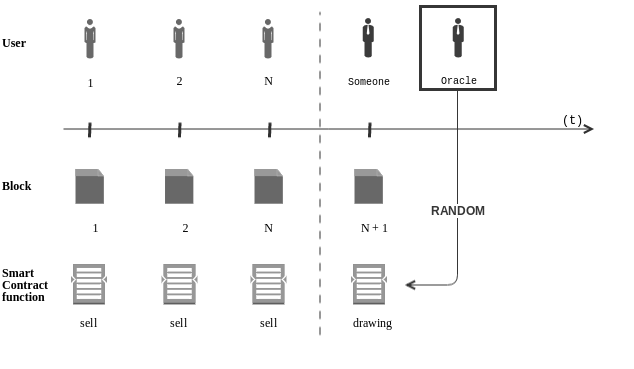 User
1
2
N
Someone
Oracle
(t)
Block
1
2
N
N + 1
RANDOM
Smart
Contract
function
sell
sell
sell
drawing